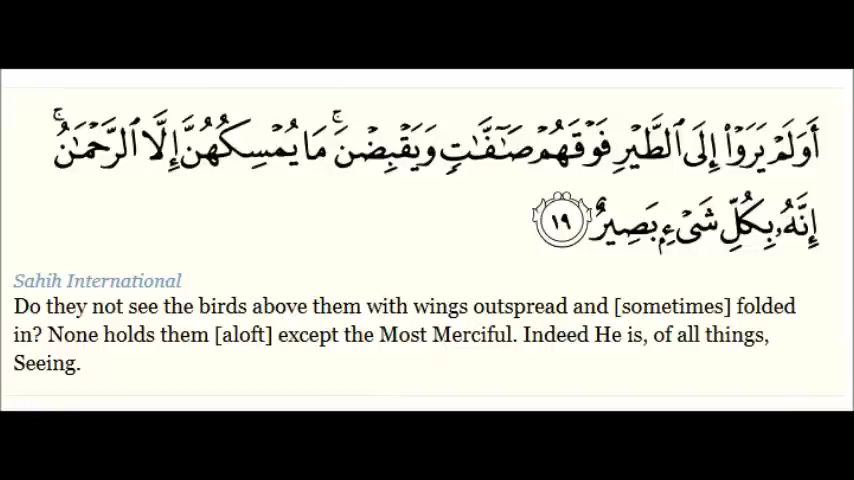 أَوَلَمْ يَرَوْا۟ إِلَى ٱلطَّيْرِ فَوْقَهُمْ صَـٰٓفَّـٰتٍ وَيَقْبِضْنَ ۚ مَا يُمْسِكُهُنَّ إِلَّا ٱلرَّحْمَـٰنُ ۚ
إِنَّهُۥ بِكُلِّ شَىْءٍۭ بَصِيرٌ ١٩
Sahih International
Do they not see the birds above them with wings outspread and [sometimes] folded
in? None holds them [aloft] except the Most Merciful. Indeed He is, of all things,
Seeing.